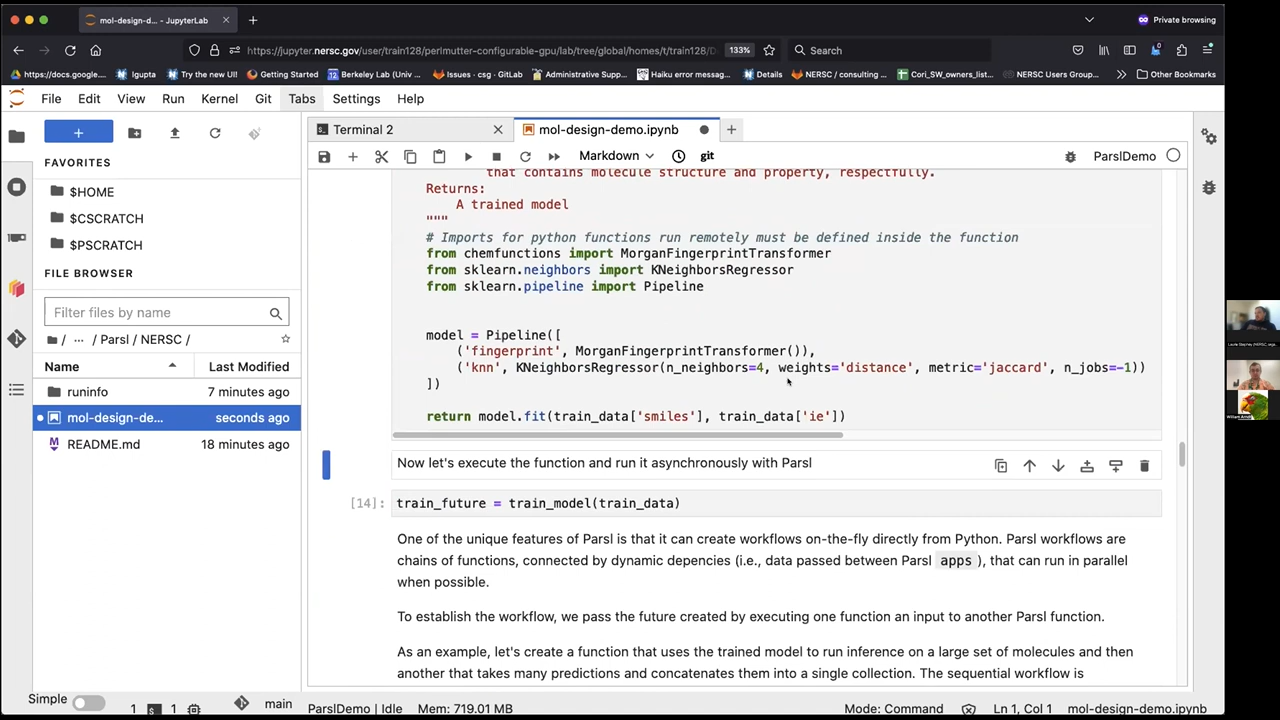 mol-design-d... - JupyterLab
Private browsing
https://jupyter.nersc.gov/user/train128/perlmutter-configurable-gpu/lab/tree/global/homes/t/train128/D
133%
Search
https://docs.google....
lgupta
Try the new UI!
Getting Started
Berkeley Lab (Univ ...
Issues · csg · GitLab
Administrative Supp...
Haiku error messag...
Details
NERSC / consulting ...
Cori_SW_owners_list...
NERSC Users Group...
Other Bookmarks
File Edit View Run Kernel Git Tabs Settings Help
Terminal 2
mol-design-demo.ipynb
Markdown
git
ParslDemo
FAVORITES
$HOME
$CSCRATCH
$PSCRATCH
FILE BROWSER
Filter files by name
/ ... / Parsl / NERSC /
Name Last Modified
runinfo 7 minutes ago
mol-design-de... seconds ago
README.md 18 minutes ago
that contains molecule structure and property, respectfully.
Returns:
A trained model
"""
# Imports for python functions run remotely must be defined inside the function
from chemfunctions import MorganFingerprintTransformer
from sklearn.neighbors import KNeighborsRegressor
from sklearn.pipeline import Pipeline
model = Pipeline([
('fingerprint', MorganFingerprintTransformer()),
('knn', KNeighborsRegressor(n_neighbors=4, weights='distance', metric='jaccard', n_jobs=-1))
])
return model.fit(train_data['smiles'], train_data['ie'])
Now let's execute the function and run it asynchronously with Parsl
[14]: train_future = train_model(train_data)
One of the unique features of Parsl is that it can create workflows on-the-fly directly from Python. Parsl workflows are
chains of functions, connected by dynamic depencies (i.e., data passed between Parsl apps ), that can run in parallel
when possible.
To establish the workflow, we pass the future created by executing one function an input to another Parsl function.
As an example, let's create a function that uses the trained model to run inference on a large set of molecules and then
another that takes many predictions and concatenates them into a single collection. The sequential workflow is
Simple
1
1
main
ParslDemo | Idle
Mem: 719.01 MB
Mode: Command
Ln 1, Col 1
mol-design-demo.ipynb